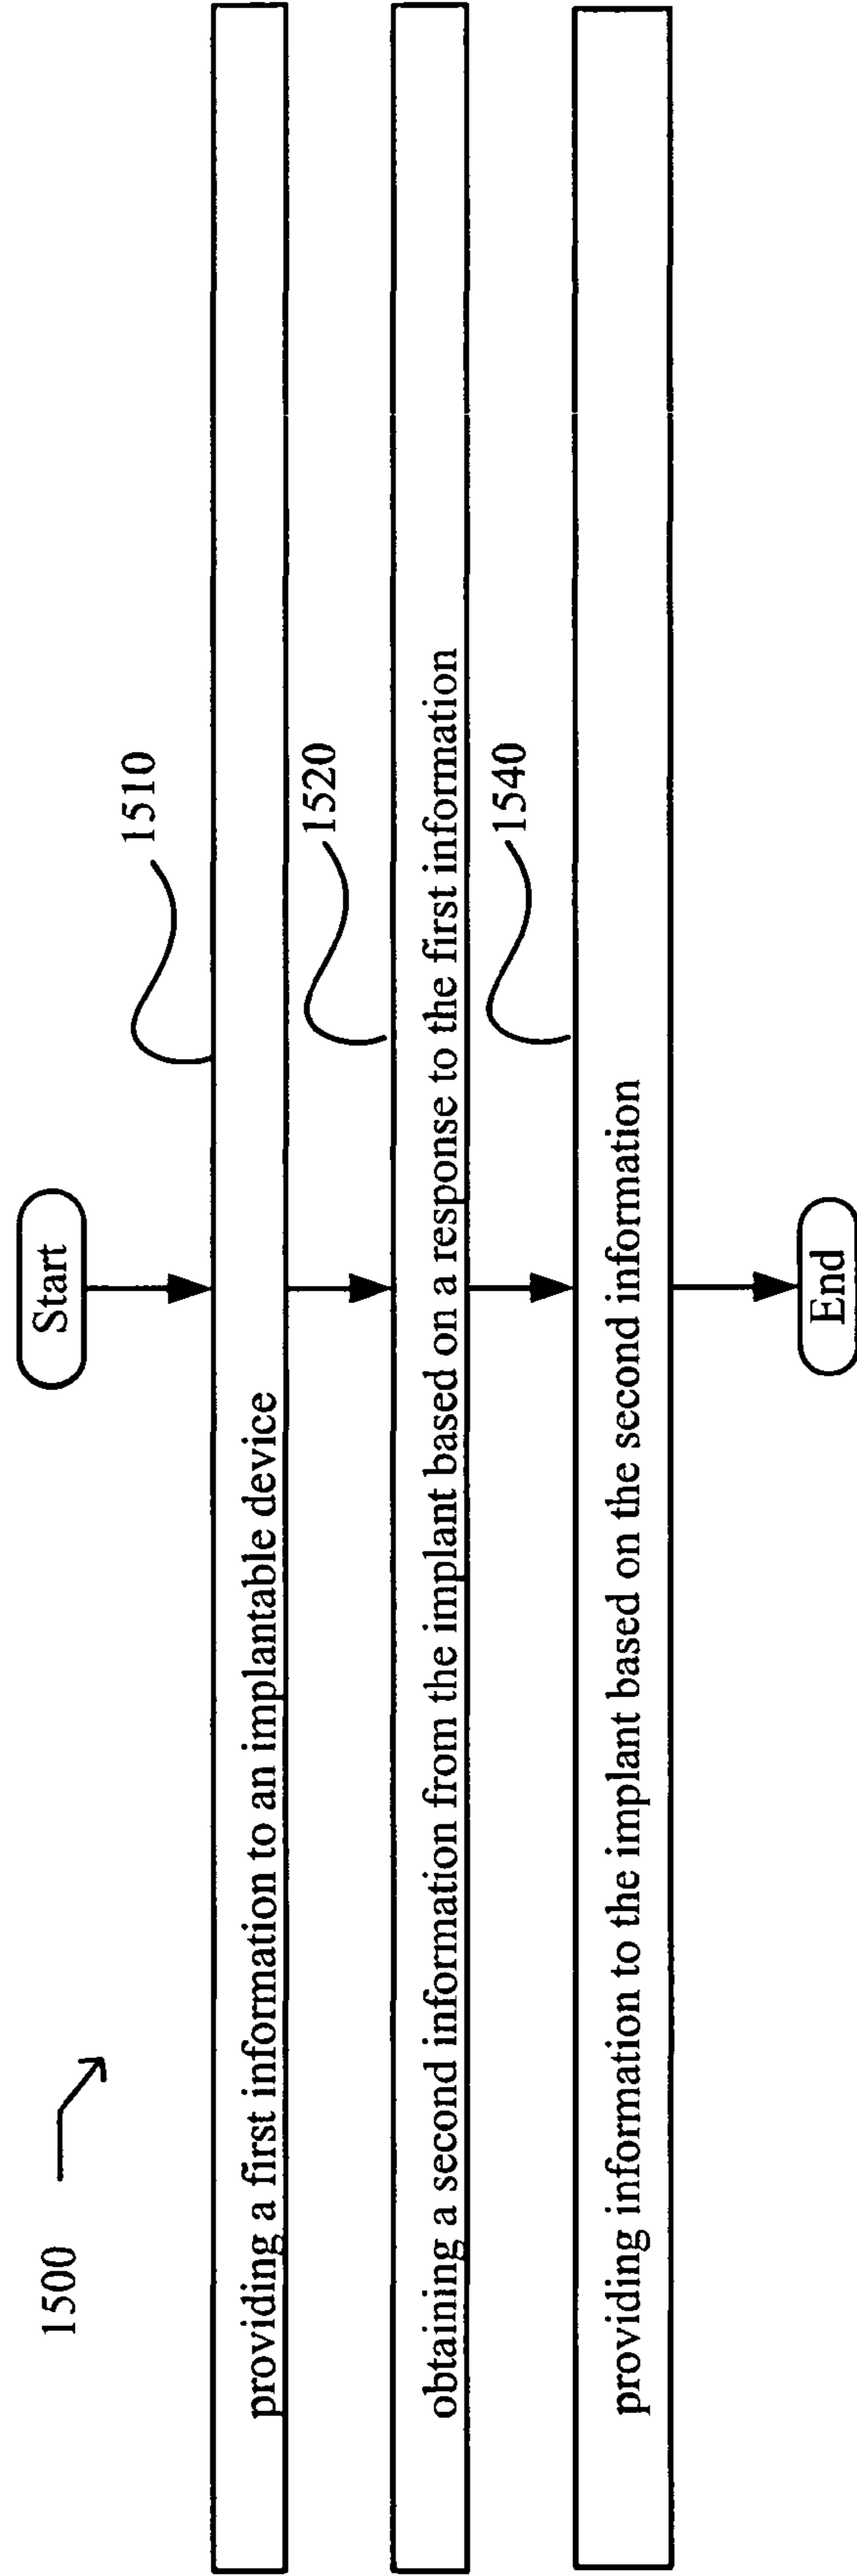 1500
Start
1510
providing a first information to an implantable device
1520
obtaining a second information from the implant based on a response to the first information
1540
providing information to the implant based on the second information
End